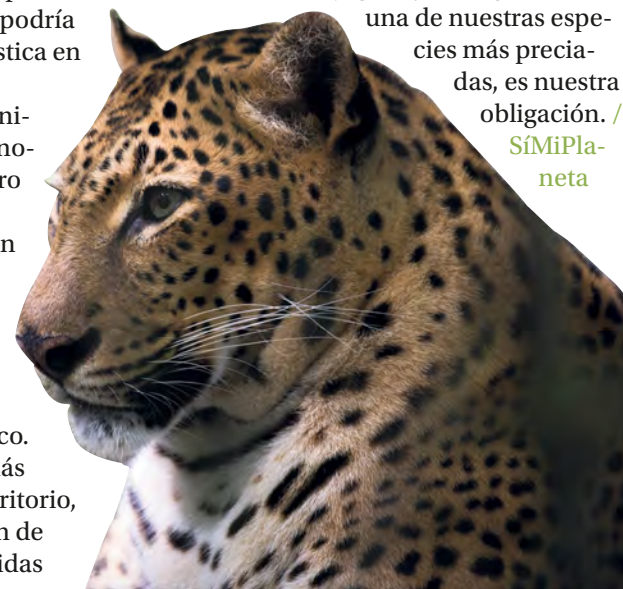 podría
stica en
ni-
no-
ro
n
co.
ás
ritorio,
n de
idas
una de nuestras espe-
cies más precia-
das, es nuestra
obligación. /
SíMiPla-
neta